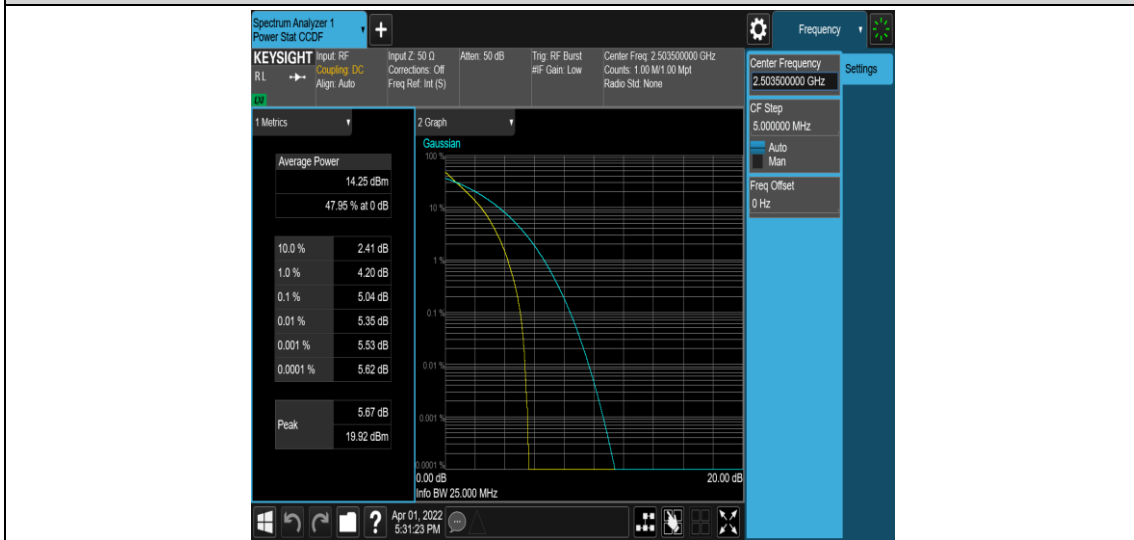 Spectrum Analyzer 1
Power Stat CCDF
+
Frequency
KEYSIGHT
RL
LXI
Input: RF
Coupling: DC
Align: Auto
Input Z: 50 Ω
Corrections: Off
Freq Ref: Int (S)
Atten: 50 dB
Trig: RF Burst
#IF Gain: Low
Center Freq: 2.503500000 GHz
Counts: 1.00 M/1.00 Mpt
Radio Std: None
Center Frequency
2.503500000 GHz
Settings
CF Step
5.000000 MHz
Auto
Man
Freq Offset
0 Hz
1 Metrics
Average Power
14.25 dBm
47.95 % at 0 dB
10.0 % 2.41 dB
1.0 % 4.20 dB
0.1 % 5.04 dB
0.01 % 5.35 dB
0.001 % 5.53 dB
0.0001 % 5.62 dB
Peak
5.67 dB
19.92 dBm
2 Graph
Gaussian
100 %
10 %
1 %
0.1 %
0.01 %
0.001 %
0.0001 %
0.00 dB 20.00 dB
Info BW 25.000 MHz
?
Apr 01, 2022
5:31:23 PM